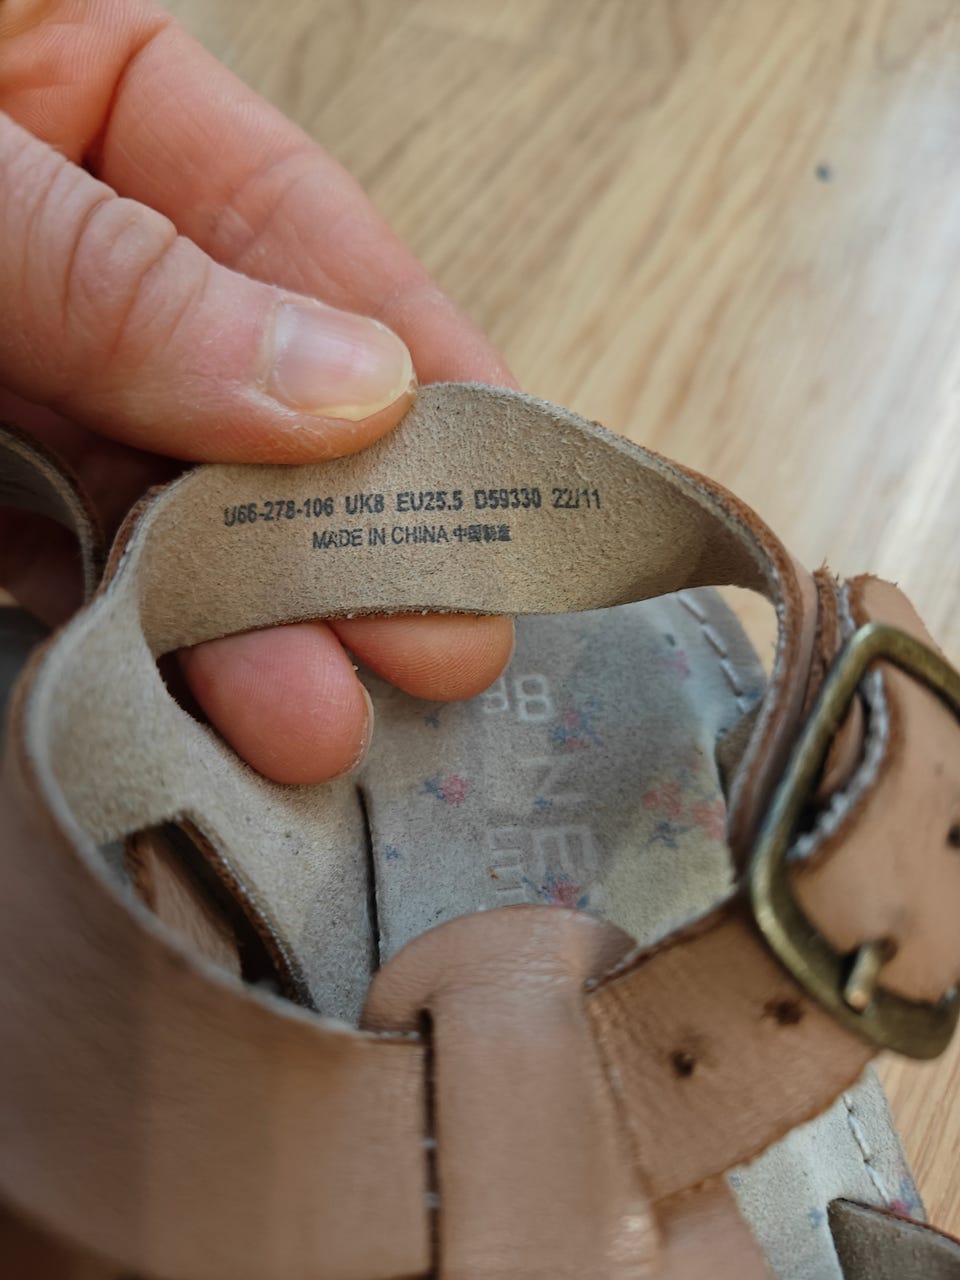 U66-278-106 UK8 EU25.5 D59330 22/11
MADE IN CHINA 中国制造